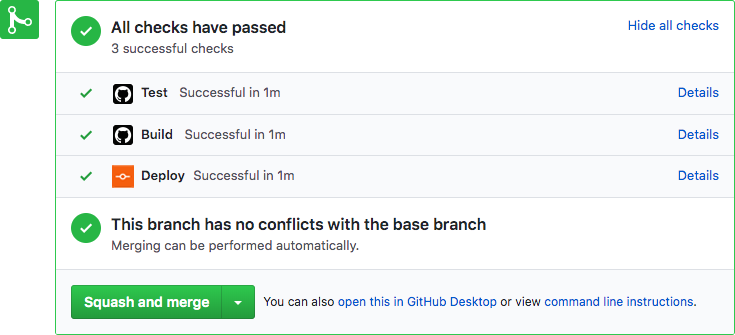 All checks have passed
Hide all checks
3 successful checks
Test Successful in 1m Details
Build Successful in 1m Details
Deploy Successful in 1m Details
This branch has no conflicts with the base branch
Merging can be performed automatically.
Squash and merge You can also open this in GitHub Desktop or view command line instructions.